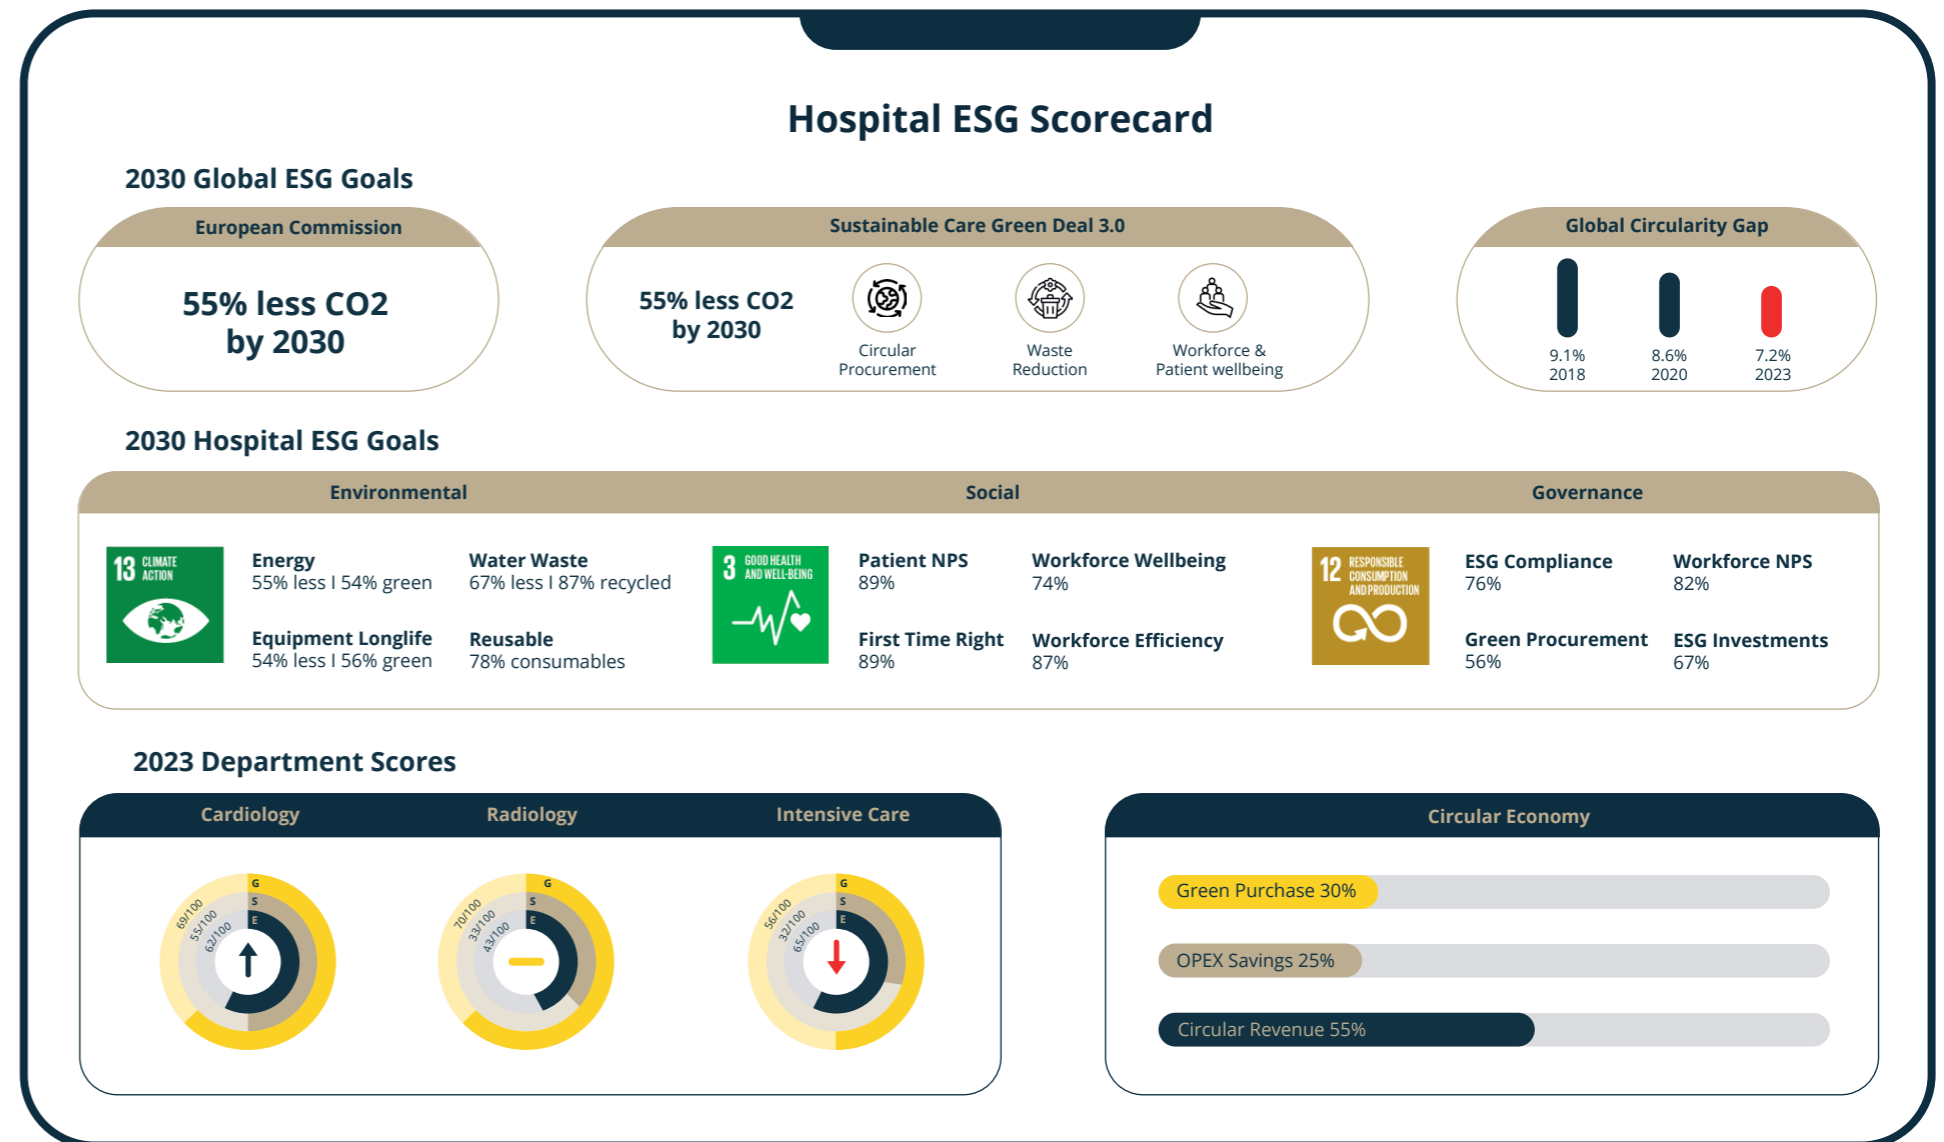 Hospital ESG Scorecard
2030 Global ESG Goals
European Commission
55% less CO2
by 2030
Sustainable Care Green Deal 3.0
55% less CO2
by 2030
Circular
Procurement
Waste
Reduction
Workforce &
Patient wellbeing
Global Circularity Gap
9.1%
2018
8.6%
2020
7.2%
2023
2030 Hospital ESG Goals
Environmental
13 CLIMATE
ACTION
Energy
55% less I 54% green
Water Waste
67% less I 87% recycled
Equipment Longlife
54% less I 56% green
Reusable
78% consumables
Social
3 GOOD HEALTH
AND WELL-BEING
Patient NPS
89%
Workforce Wellbeing
74%
First Time Right
89%
Workforce Efficiency
87%
Governance
12 RESPONSIBLE
CONSUMPTION
AND PRODUCTION
ESG Compliance
76%
Workforce NPS
82%
Green Procurement
56%
ESG Investments
67%
2023 Department Scores
Cardiology
G
S
E
69/100
55/100
62/100
Radiology
G
S
E
70/100
33/100
43/100
Intensive Care
G
S
E
56/100
32/100
65/100
Circular Economy
Green Purchase 30%
OPEX Savings 25%
Circular Revenue 55%